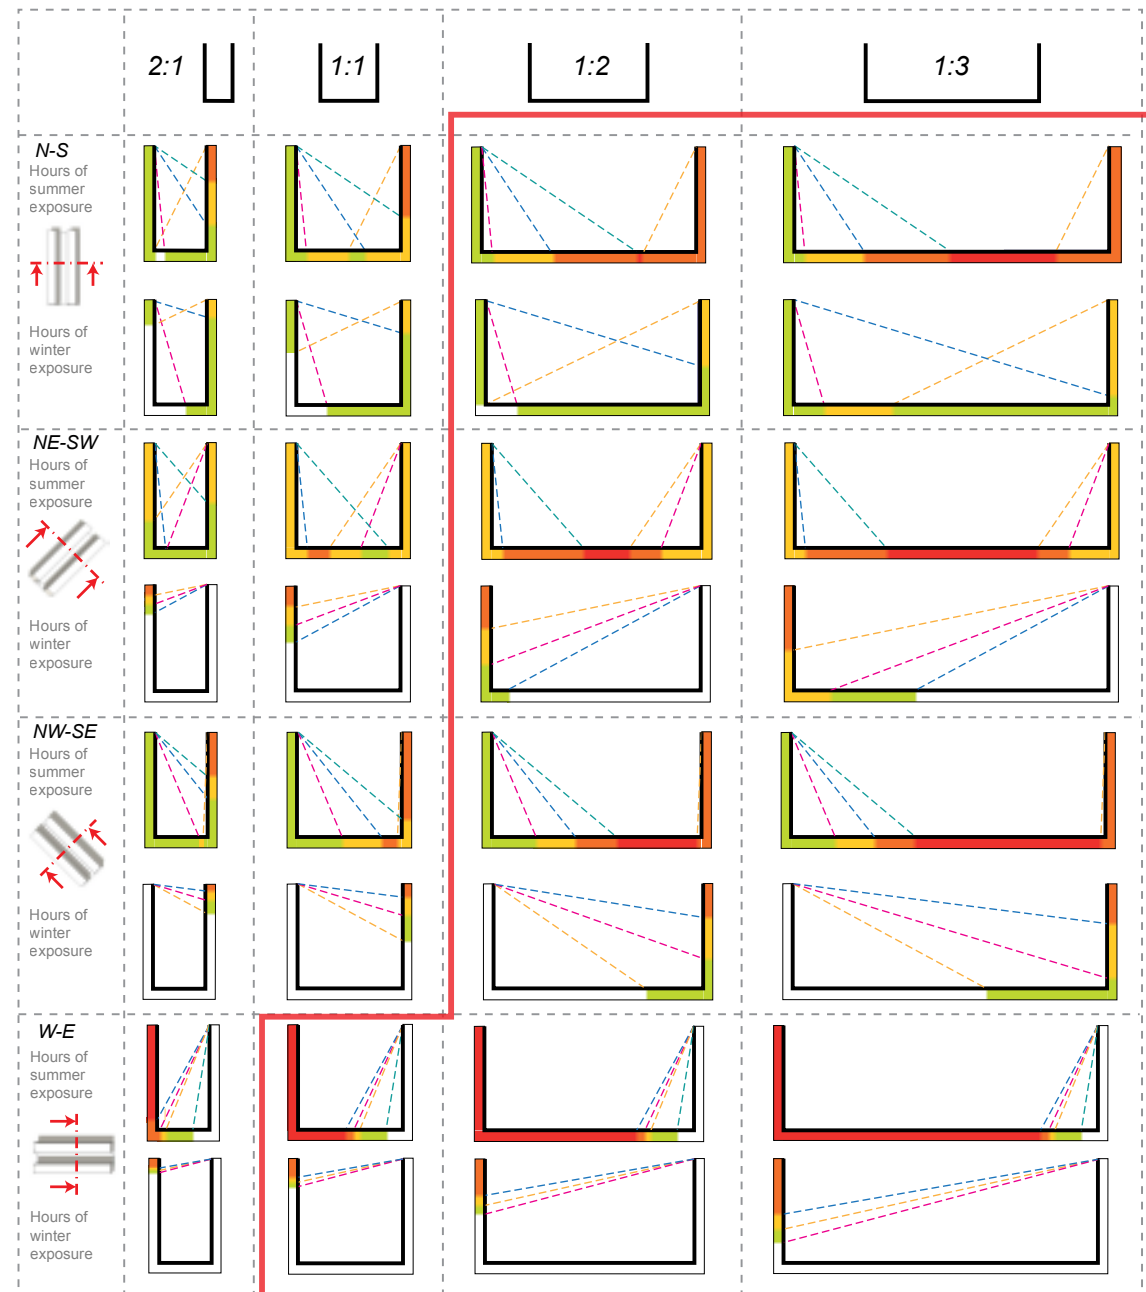 2:1
1:1
1:2
1:3
N-S
Hours of
summer
exposure
Hours of
winter
exposure
NE-SW
Hours of
summer
exposure
Hours of
winter
exposure
NW-SE
Hours of
summer
exposure
Hours of
winter
exposure
W-E
Hours of
summer
exposure
Hours of
winter
exposure